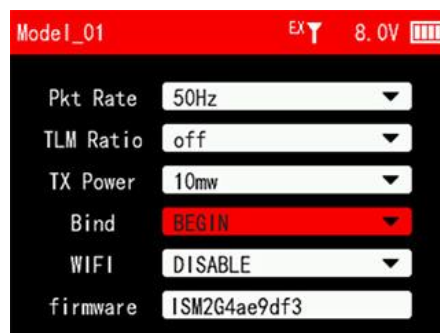 Model_01 EX 8.0V
Pkt Rate 50Hz
TLM Ratio off
TX Power 10mw
Bind BEGIN
WIFI DISABLE
firmware ISM2G4ae9df3